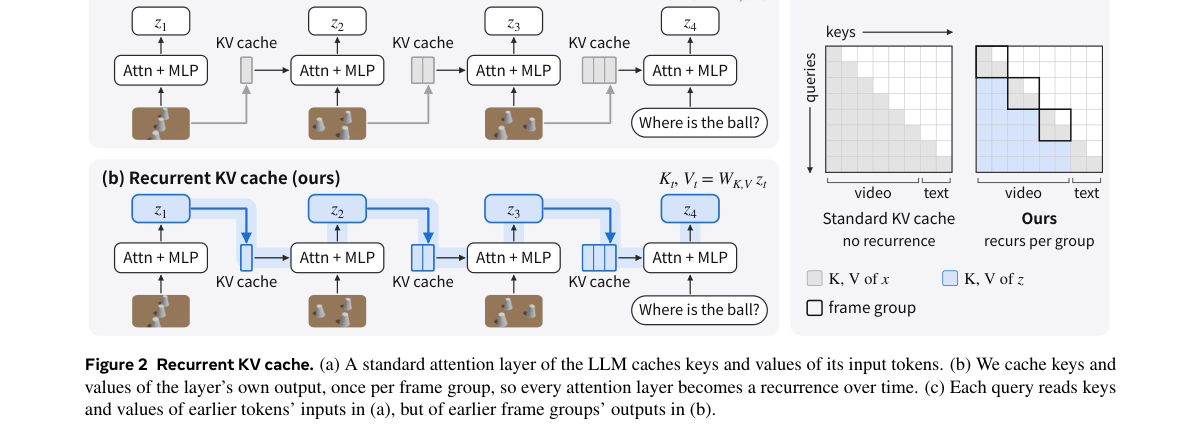 z1 z2 z3 z4
KV cache KV cache KV cache
Attn + MLP Attn + MLP Attn + MLP Attn + MLP
Where is the ball?
(b) Recurrent KV cache (ours) Kt, Vt = WK,V zt
z1 z2 z3 z4
Attn + MLP Attn + MLP Attn + MLP Attn + MLP
KV cache KV cache KV cache
Where is the ball?
keys
queries
video text video text
Standard KV cache Ours
no recurrence recurs per group
K, V of x K, V of z
frame group
Figure 2 Recurrent KV cache. (a) A standard attention layer of the LLM caches keys and values of its input tokens. (b) We cache keys and
values of the layer's own output, once per frame group, so every attention layer becomes a recurrence over time. (c) Each query reads keys
and values of earlier tokens' inputs in (a), but of earlier frame groups' outputs in (b).